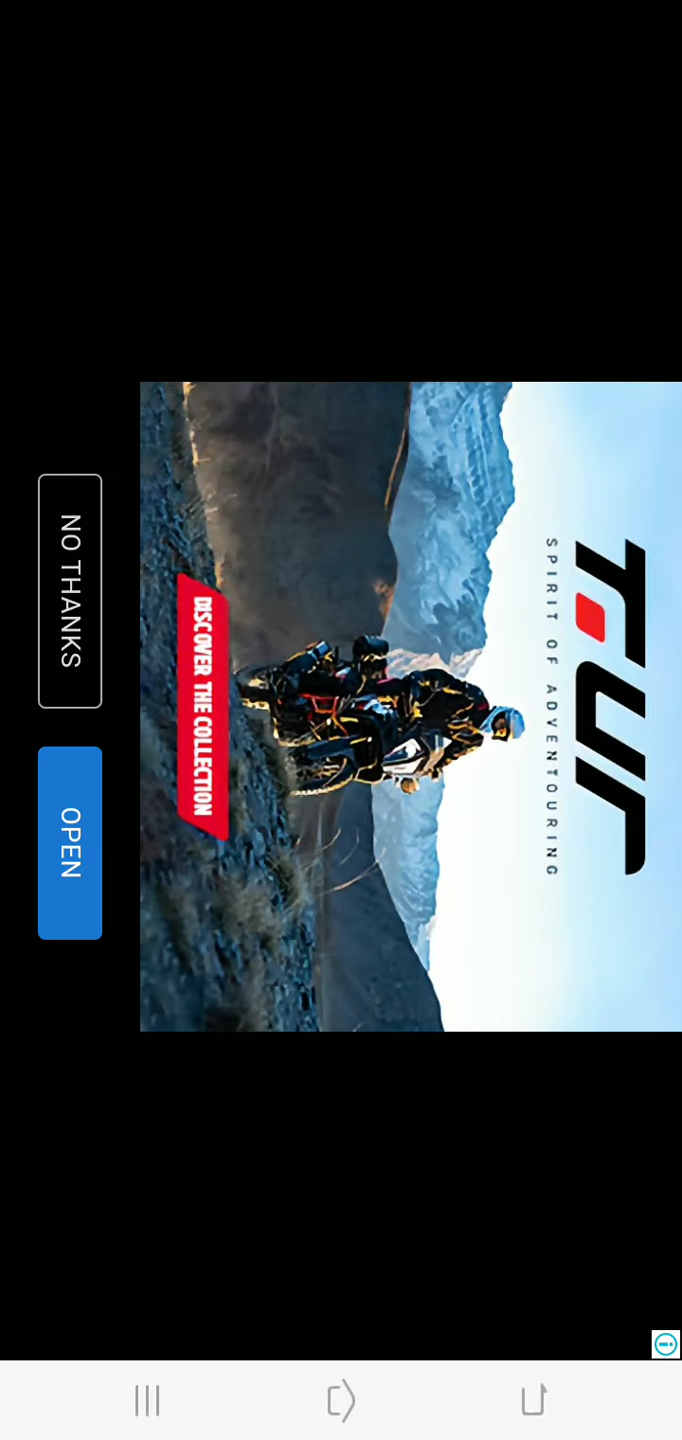 T.ur
SPIRIT OF ADVENTOURING
DISCOVER THE COLLECTION
NO THANKS
OPEN